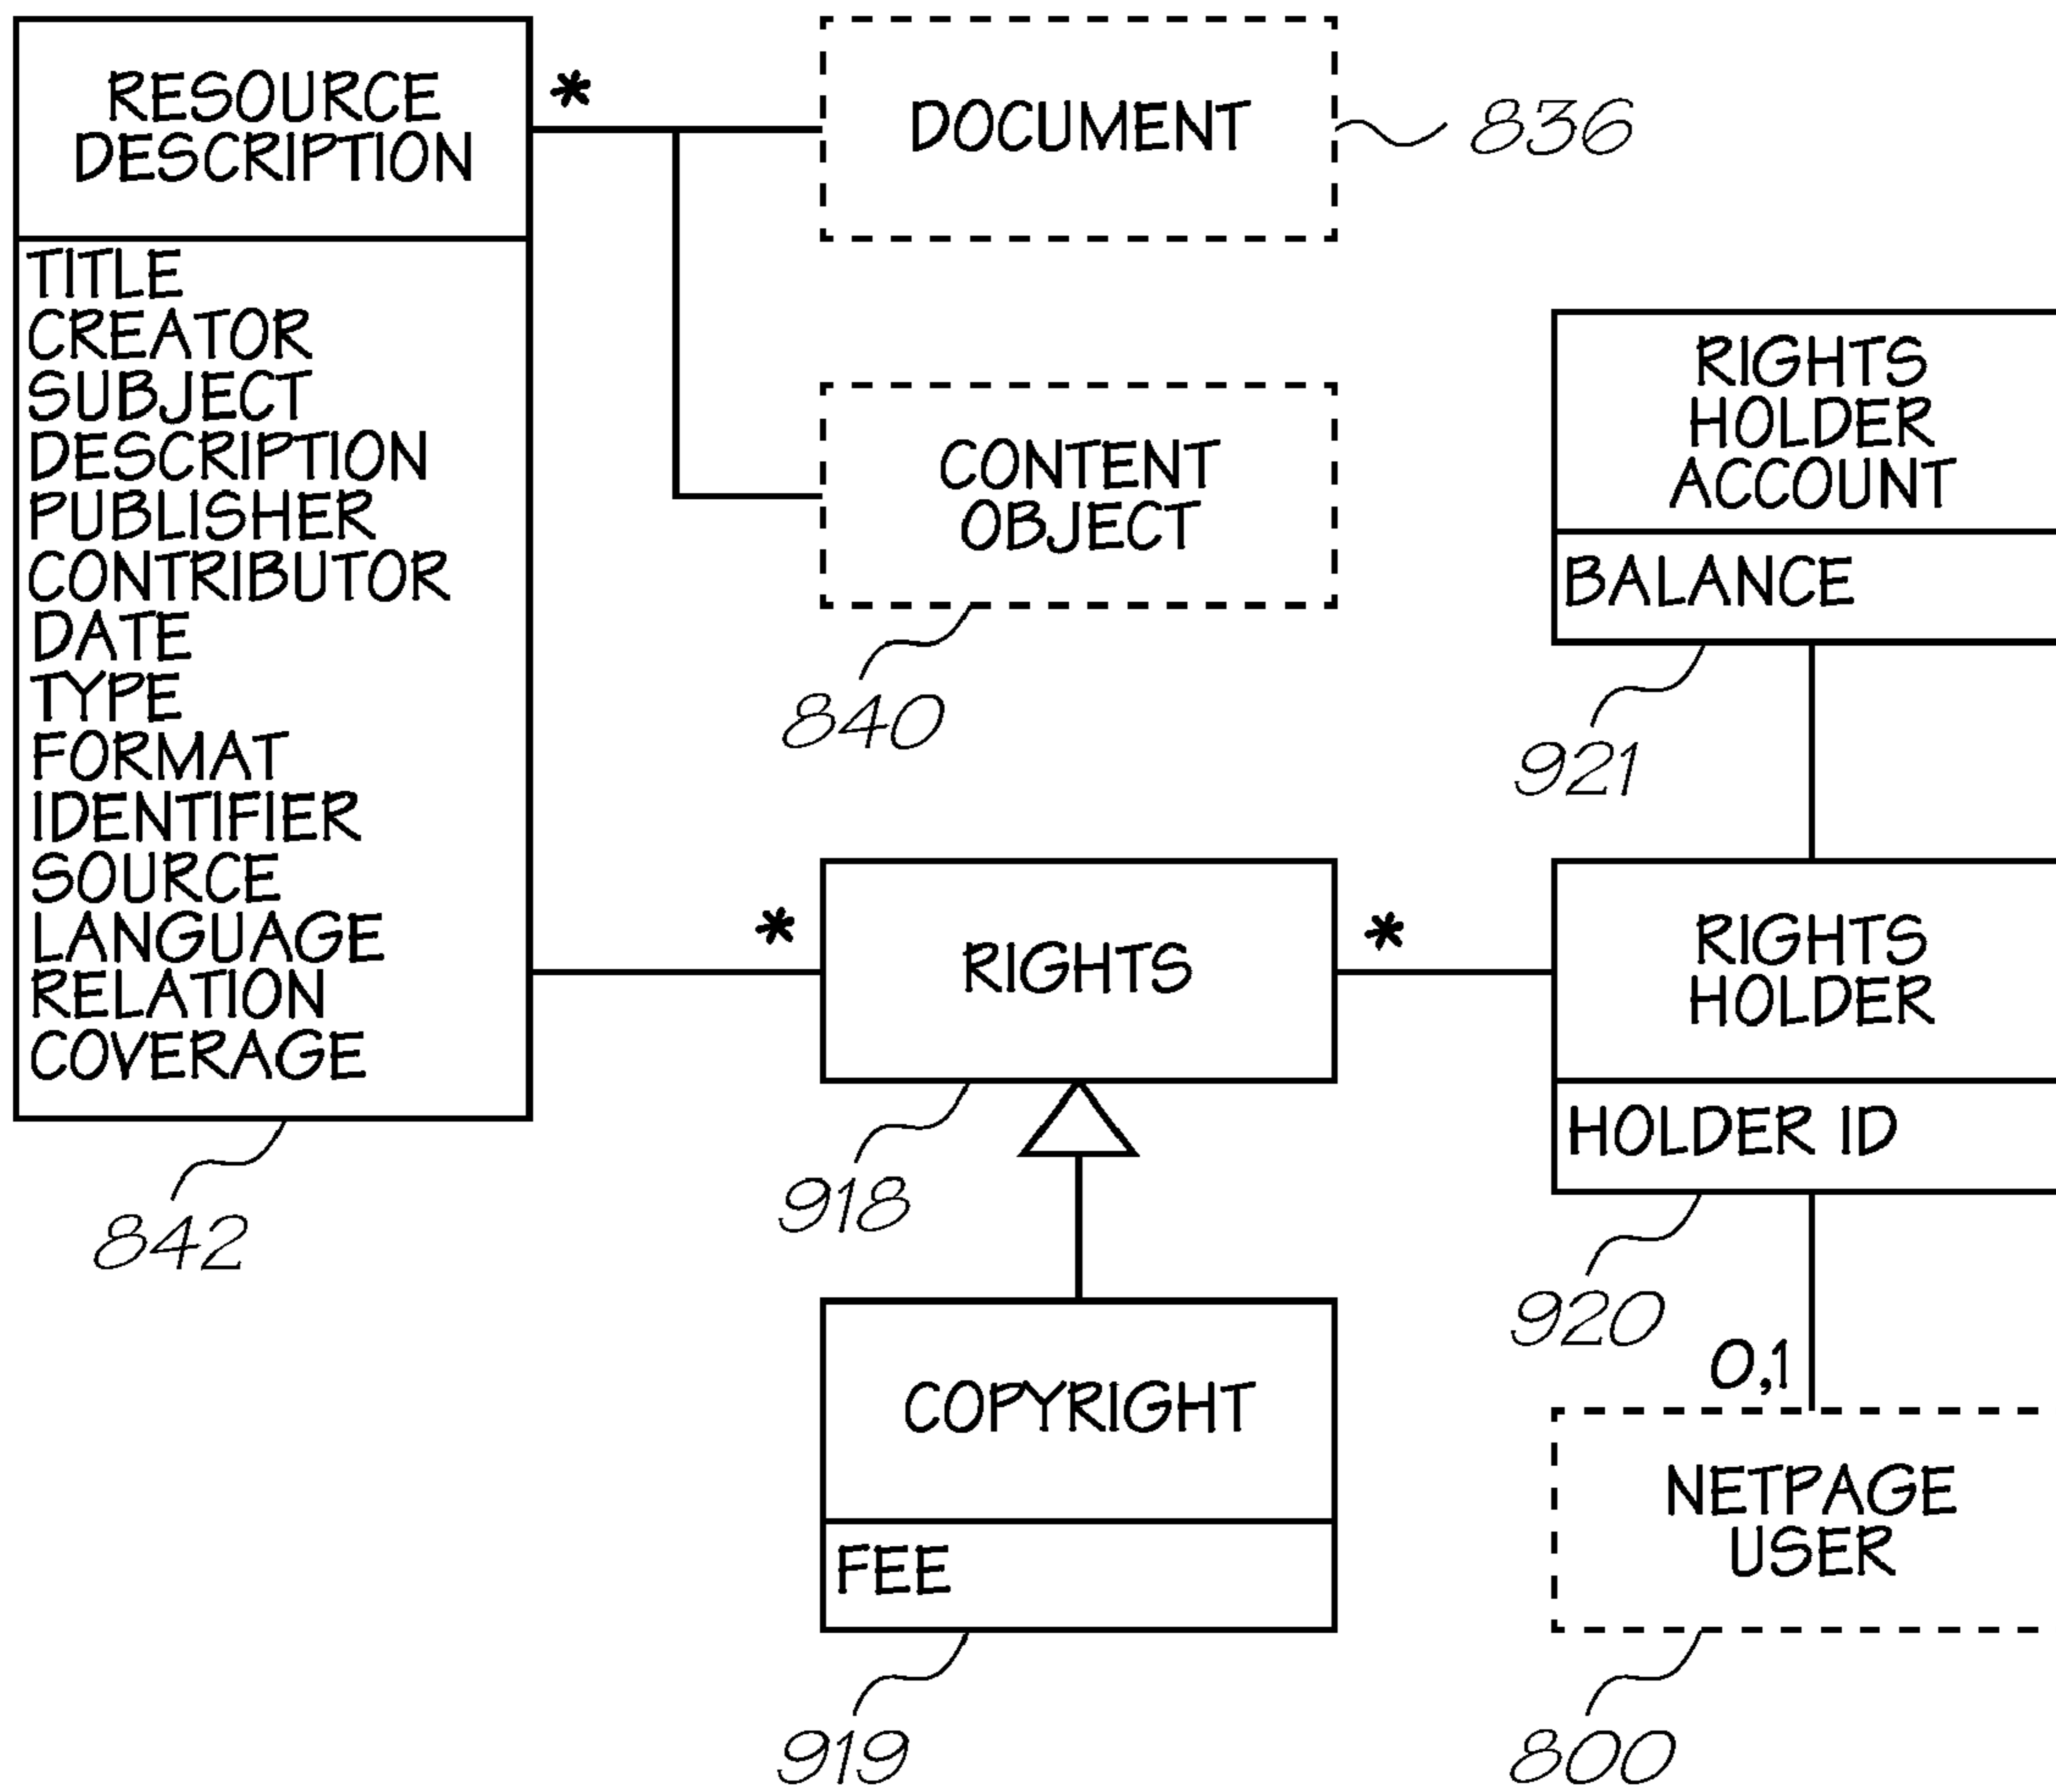 RESOURCE
DESCRIPTION
TITLE
CREATOR
SUBJECT
DESCRIPTION
PUBLISHER
CONTRIBUTOR
DATE
TYPE
FORMAT
IDENTIFIER
SOURCE
LANGUAGE
RELATION
COVERAGE
842
*
DOCUMENT
836
CONTENT
OBJECT
840
RIGHTS
HOLDER
ACCOUNT
BALANCE
921
*
RIGHTS
*
918
RIGHTS
HOLDER
HOLDER ID
920
COPYRIGHT
FEE
919
0,1
NETPAGE
USER
800